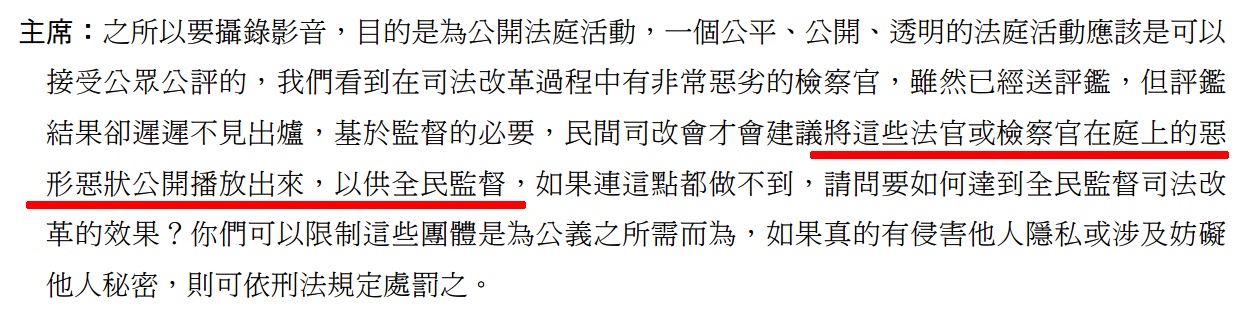 主席：之所以要攝錄影音，目的是為公開法庭活動，一個公平、公開、透明的法庭活動應該是可以
接受公眾公評的，我們看到在司法改革過程中有非常惡劣的檢察官，雖然已經送評鑑，但評鑑
結果卻遲遲不見出爐，基於監督的必要，民間司改會才會建議將這些法官或檢察官在庭上的惡
形惡狀公開播放出來，以供全民監督，如果連這點都做不到，請問要如何達到全民監督司法改
革的效果？你們可以限制這些團體是為公義之所需而為，如果真的有侵害他人隱私或涉及妨礙
他人秘密，則可依刑法規定處罰之。